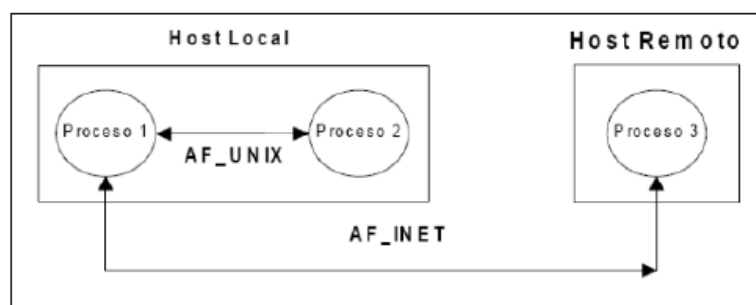 Host Local
Host Remoto
Proceso 1
Proceso 2
Proceso 3
AF_UNIX
AF_INET